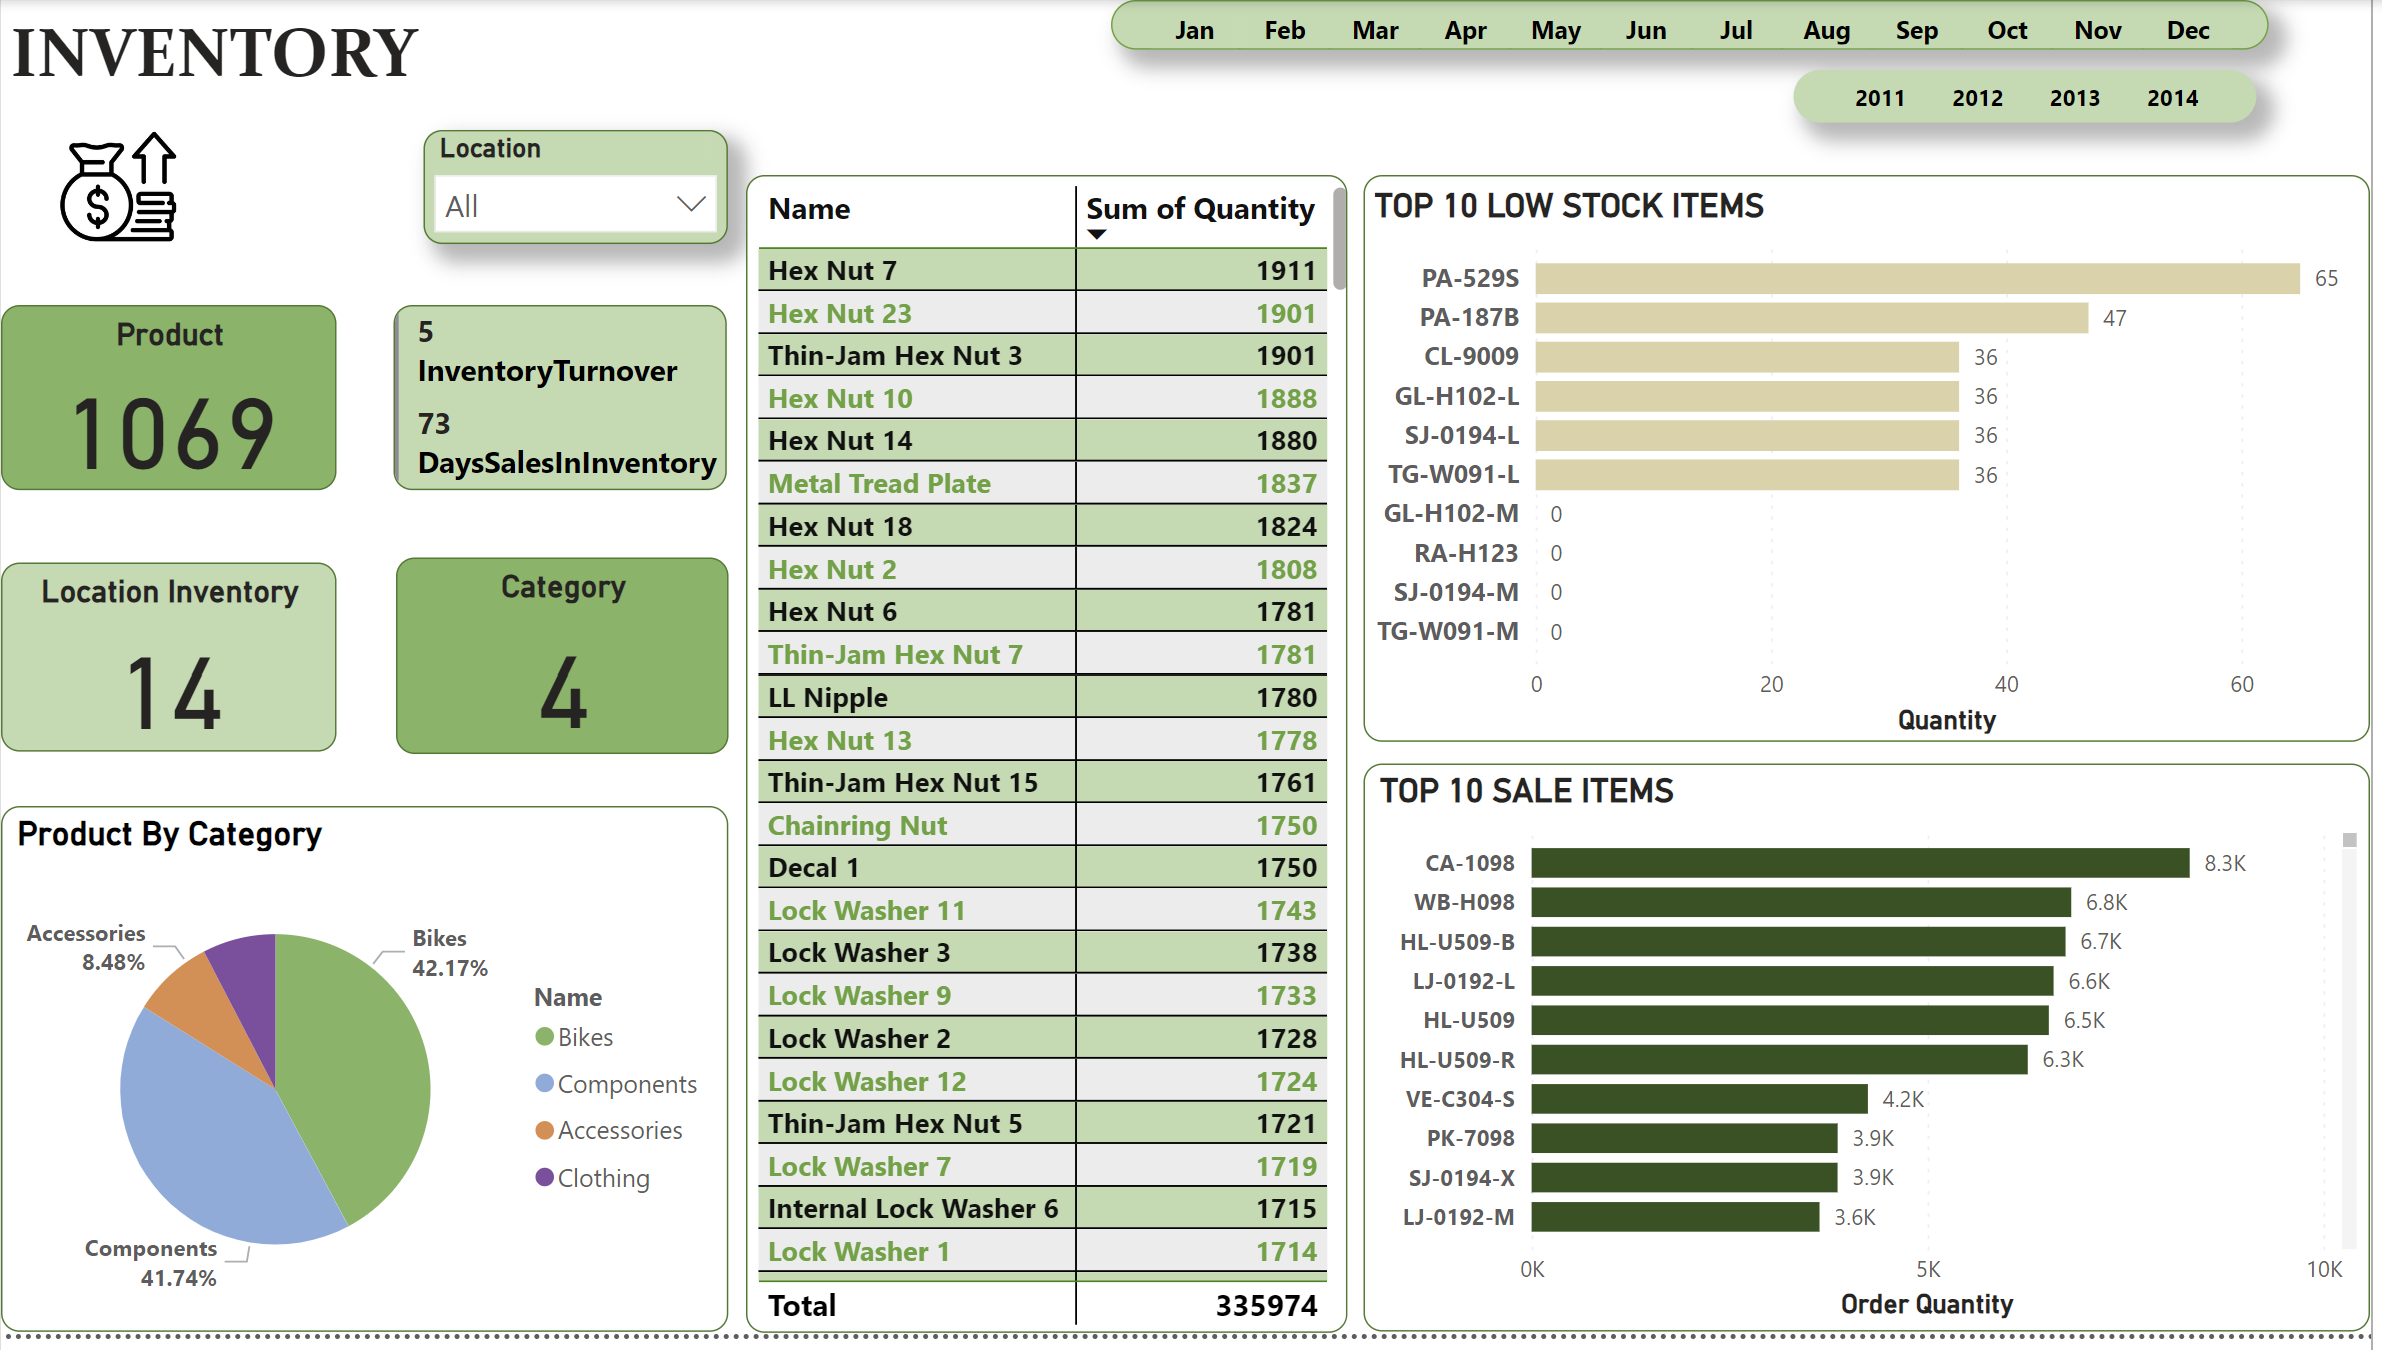 INVENTORY
Jan Feb Mar Apr May Jun Jul Aug Sep Oct Nov Dec
2011 2012 2013 2014
Location
All
Product
1069
5
InventoryTurnover
73
DaysSalesInInventory
Location Inventory
14
Category
4
Product By Category
Accessories
8.48%
Bikes
42.17%
Components
41.74%
Name
Bikes
Components
Accessories
Clothing
Name Sum of Quantity
Hex Nut 7 1911
Hex Nut 23 1901
Thin-Jam Hex Nut 3 1901
Hex Nut 10 1888
Hex Nut 14 1880
Metal Tread Plate 1837
Hex Nut 18 1824
Hex Nut 2 1808
Hex Nut 6 1781
Thin-Jam Hex Nut 7 1781
LL Nipple 1780
Hex Nut 13 1778
Thin-Jam Hex Nut 15 1761
Chainring Nut 1750
Decal 1 1750
Lock Washer 11 1743
Lock Washer 3 1738
Lock Washer 9 1733
Lock Washer 2 1728
Lock Washer 12 1724
Thin-Jam Hex Nut 5 1721
Lock Washer 7 1719
Internal Lock Washer 6 1715
Lock Washer 1 1714
Total 335974
TOP 10 LOW STOCK ITEMS
PA-529S 65
PA-187B 47
CL-9009 36
GL-H102-L 36
SJ-0194-L 36
TG-W091-L 36
GL-H102-M 0
RA-H123 0
SJ-0194-M 0
TG-W091-M 0
0 20 40 60
Quantity
TOP 10 SALE ITEMS
CA-1098 8.3K
WB-H098 6.8K
HL-U509-B 6.7K
LJ-0192-L 6.6K
HL-U509 6.5K
HL-U509-R 6.3K
VE-C304-S 4.2K
PK-7098 3.9K
SJ-0194-X 3.9K
LJ-0192-M 3.6K
0K 5K 10K
Order Quantity